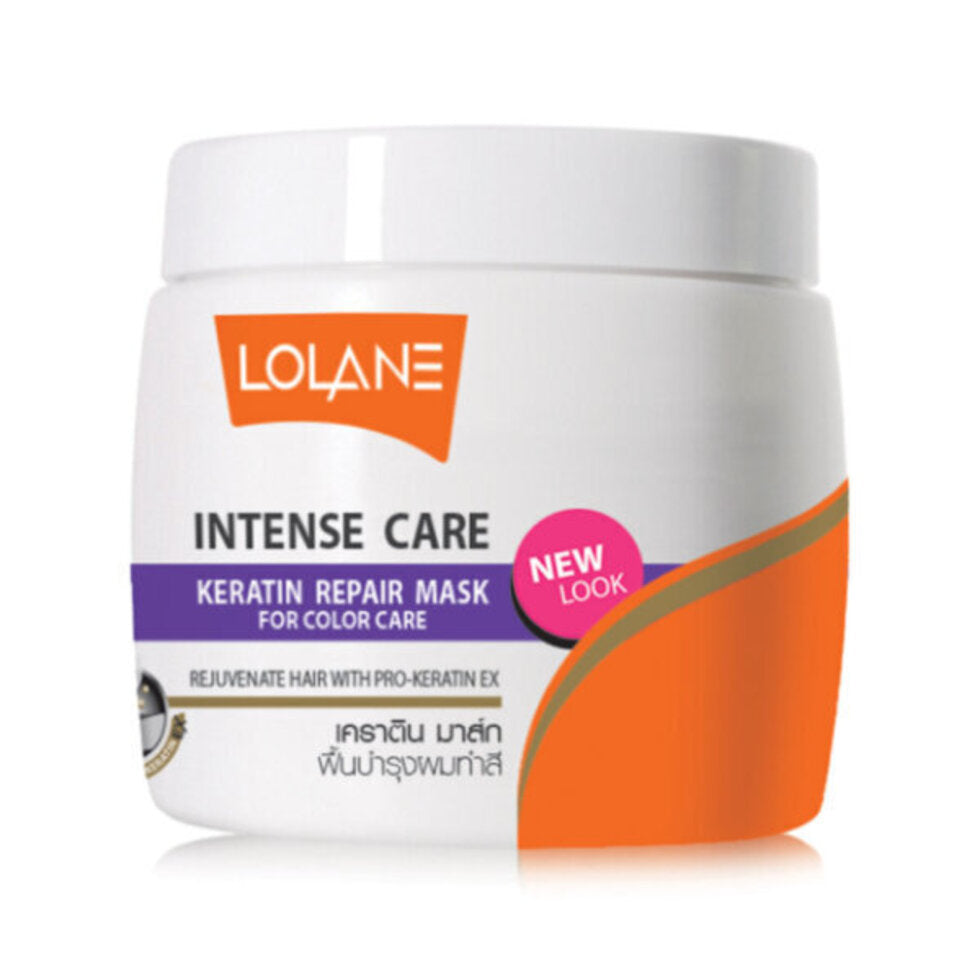 LOLANE
INTENSE CARE
NEW
LOOK
KERATIN REPAIR MASK
FOR COLOR CARE
REJUVENATE HAIR WITH PRO-KERATIN EX
เคราติน มาส์ก
ฟื้นบำรุงผมทำสี
KERATIN EX